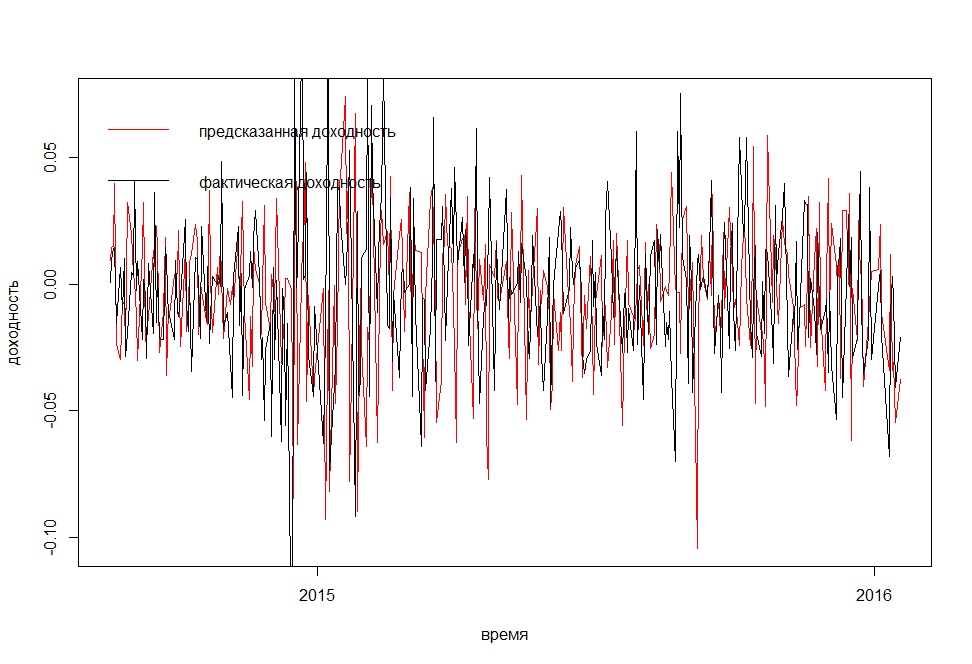 предсказанная доходность
фактическая доходность
доходность
0.05
0.00
-0.05
-0.10
2015
2016
время